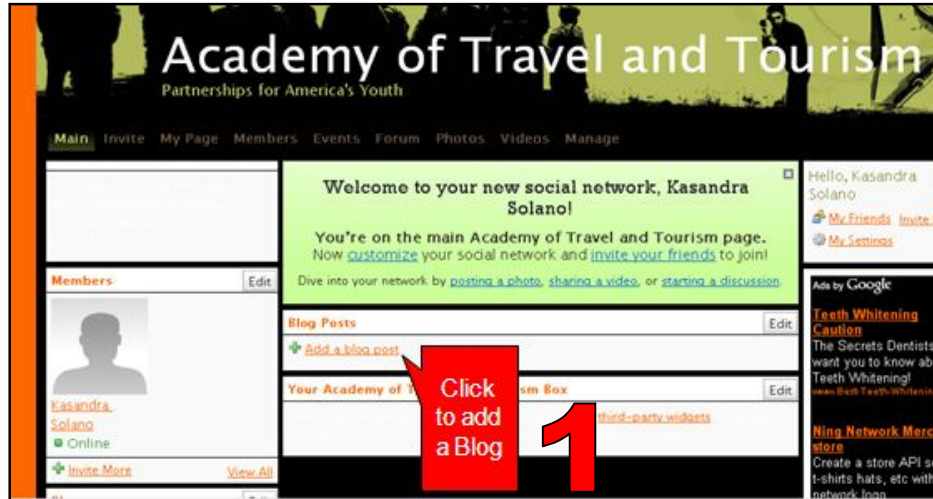 Academy of Travel and Tourism
Partnerships for America's Youth
Main Invite My Page Members Events Forum Photos Videos Manage
Welcome to your new social network, Kasandra
Solano!
You're on the main Academy of Travel and Tourism page.
Now customize your social network and invite your friends to join!
Dive into your network by posting a photo, sharing a video, or starting a discussion.
Members Edit
Kasandra
Solano
Online
Invite More View All
Blog Posts Edit
Add a blog post
Your Academy of T sm Box Edit
third-party widgets
Click
to add
a Blog
1
Hello, Kasandra
Solano
My Friends Invite
My Settings
Ads by Google
Teeth Whitening
Caution
The Secrets Dentists
want you to know ab
Teeth Whitening!
Ning Network Merc
store
Create a store API s
t-shirts hats, etc with
network logo